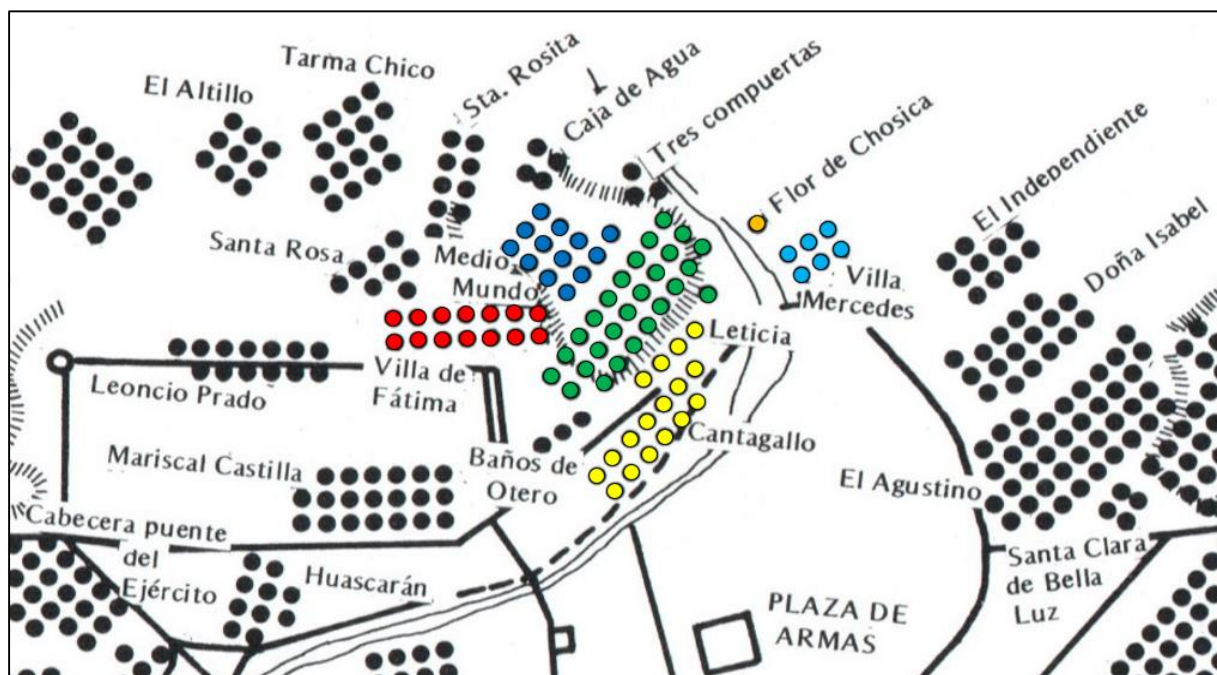 Tarma Chico
El Altillo
Sta. Rosita
Caja de Agua
Tres compuertas
Flor de Chosica
El Independiente
Doña Isabel
Santa Rosa
Medio
Mundo
Villa
Mercedes
Leticia
Villa de
Fátima
Leoncio Prado
Cantagallo
Baños de
Otero
Mariscal Castilla
El Agustino
Cabecera puente
del
Ejército
Huascarán
Santa Clara
de Bella
Luz
PLAZA DE
ARMAS